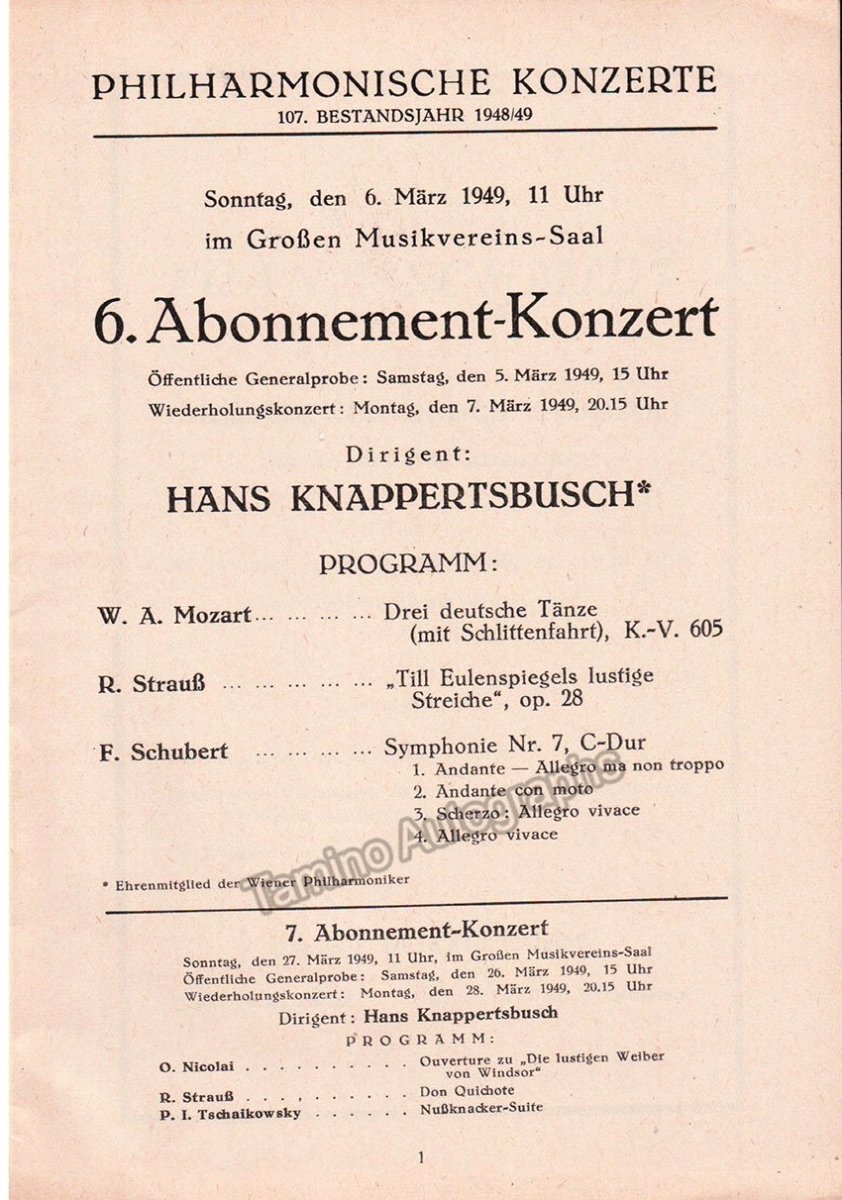 PHILHARMONISCHE KONZERTE
107. BESTANDSJAHR 1948/49
Sonntag, den 6. März 1949, 11 Uhr
im Großen Musikvereins-Saal
6. Abonnement-Konzert
Öffentliche Generalprobe: Samstag, den 5. März 1949, 15 Uhr
Wiederholungskonzert: Montag, den 7. März 1949, 20.15 Uhr
Dirigent:
HANS KNAPPERTSBUSCH*
PROGRAMM:
W. A. Mozart... ... ... ... Drei deutsche Tänze
(mit Schlittenfahrt), K.-V. 605
R. Strauß ... ... ... ... ... „Till Eulenspiegels lustige
Streiche“, op. 28
F. Schubert ... ... ... ... Symphonie Nr. 7, C-Dur
1. Andante — Allegro ma non troppo
2. Andante con moto
3. Scherzo: Allegro vivace
4. Allegro vivace
Tamino Autographs
* Ehrenmitglied der Wiener Philharmoniker
7. Abonnement-Konzert
Sonntag, den 27. März 1949, 11 Uhr, im Großen Musikvereins-Saal
Öffentliche Generalprobe: Samstag, den 26. März 1949, 15 Uhr
Wiederholungskonzert: Montag, den 28. März 1949, 20.15 Uhr
Dirigent: Hans Knappertsbusch
PROGRAMM:
O. Nicolai . . . . . . . . . . Ouverture zu „Die lustigen Weiber
von Windsor“
R. Strauß . . . . . . . . . . Don Quichote
P. I. Tschaikowsky . . . . . . Nußknacker-Suite
1